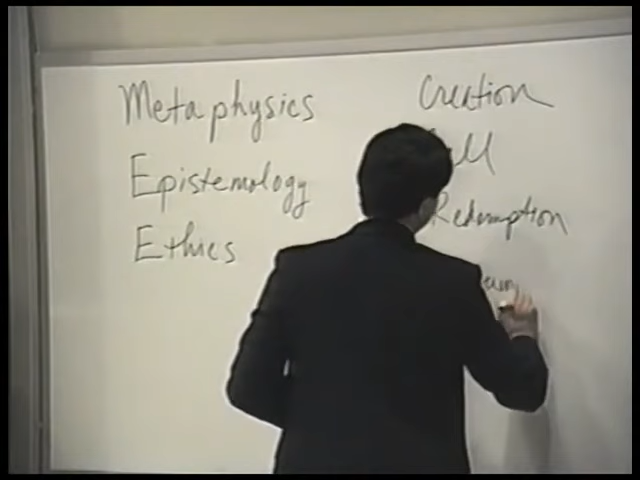 Metaphysics
Epistemology
Ethics
Creation
Redemption